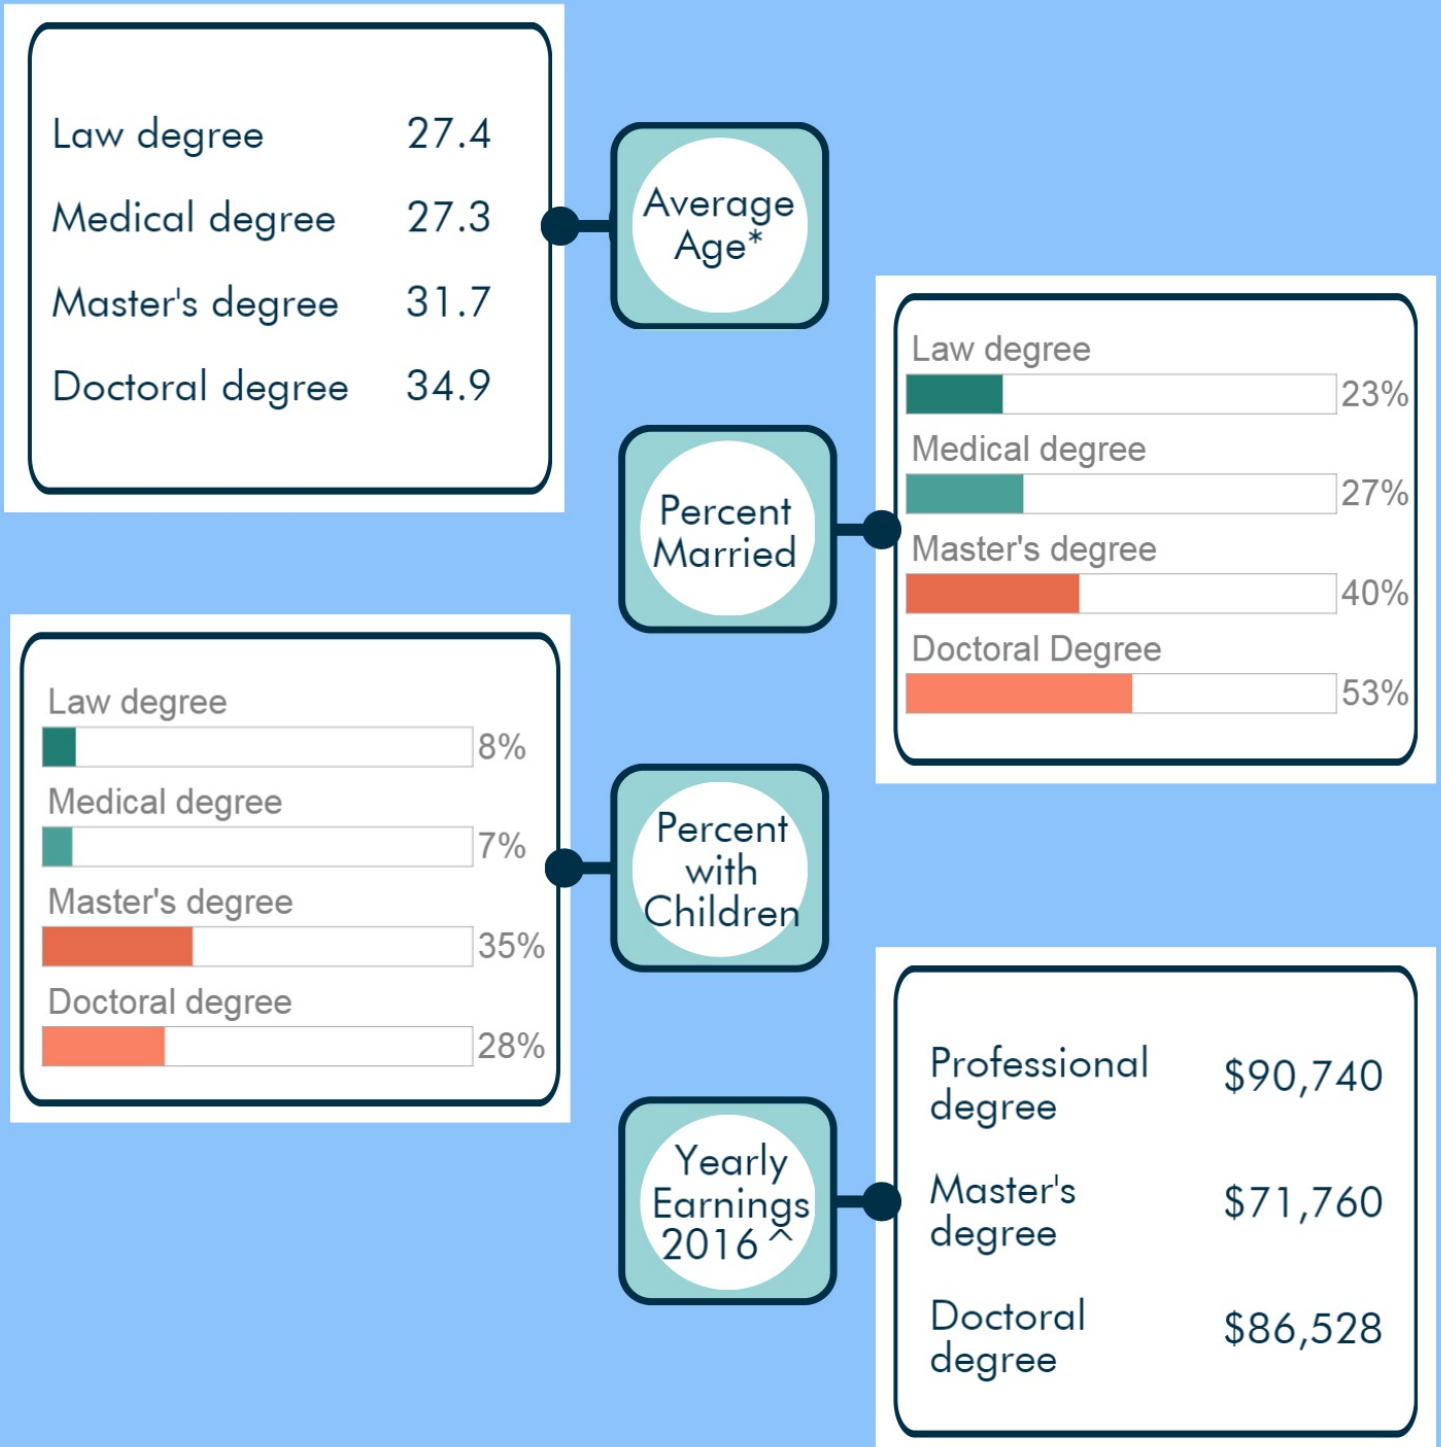 Law degree 27.4
Medical degree 27.3
Master's degree 31.7
Doctoral degree 34.9
Average
Age*
Percent
Married
Law degree
23%
Medical degree
27%
Master's degree
40%
Doctoral Degree
53%
Law degree
8%
Medical degree
7%
Master's degree
35%
Doctoral degree
28%
Percent
with
Children
Yearly
Earnings
2016^
Professional
degree
$90,740
Master's
degree
$71,760
Doctoral
degree
$86,528